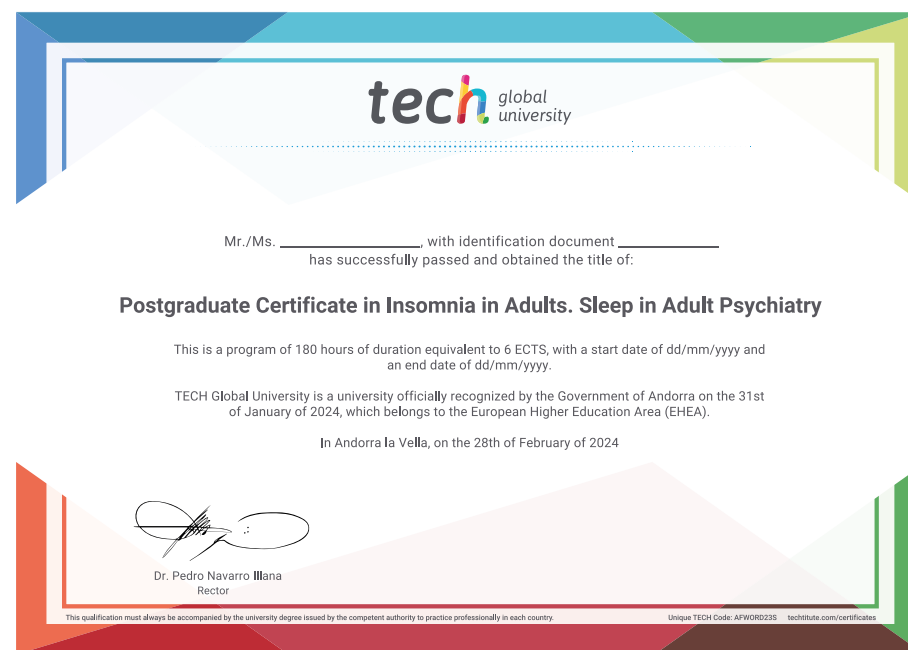 tech global university
Mr./Ms. ____________________, with identification document ______________
has successfully passed and obtained the title of:
Postgraduate Certificate in Insomnia in Adults. Sleep in Adult Psychiatry
This is a program of 180 hours of duration equivalent to 6 ECTS, with a start date of dd/mm/yyyy and
an end date of dd/mm/yyyy.
TECH Global University is a university officially recognized by the Government of Andorra on the 31st
of January of 2024, which belongs to the European Higher Education Area (EHEA).
In Andorra la Vella, on the 28th of February of 2024
Dr. Pedro Navarro Illana
Rector
This qualification must always be accompanied by the university degree issued by the competent authority to practice professionally in each country.
Unique TECH Code: AFWORD23S techtitute.com/certificates